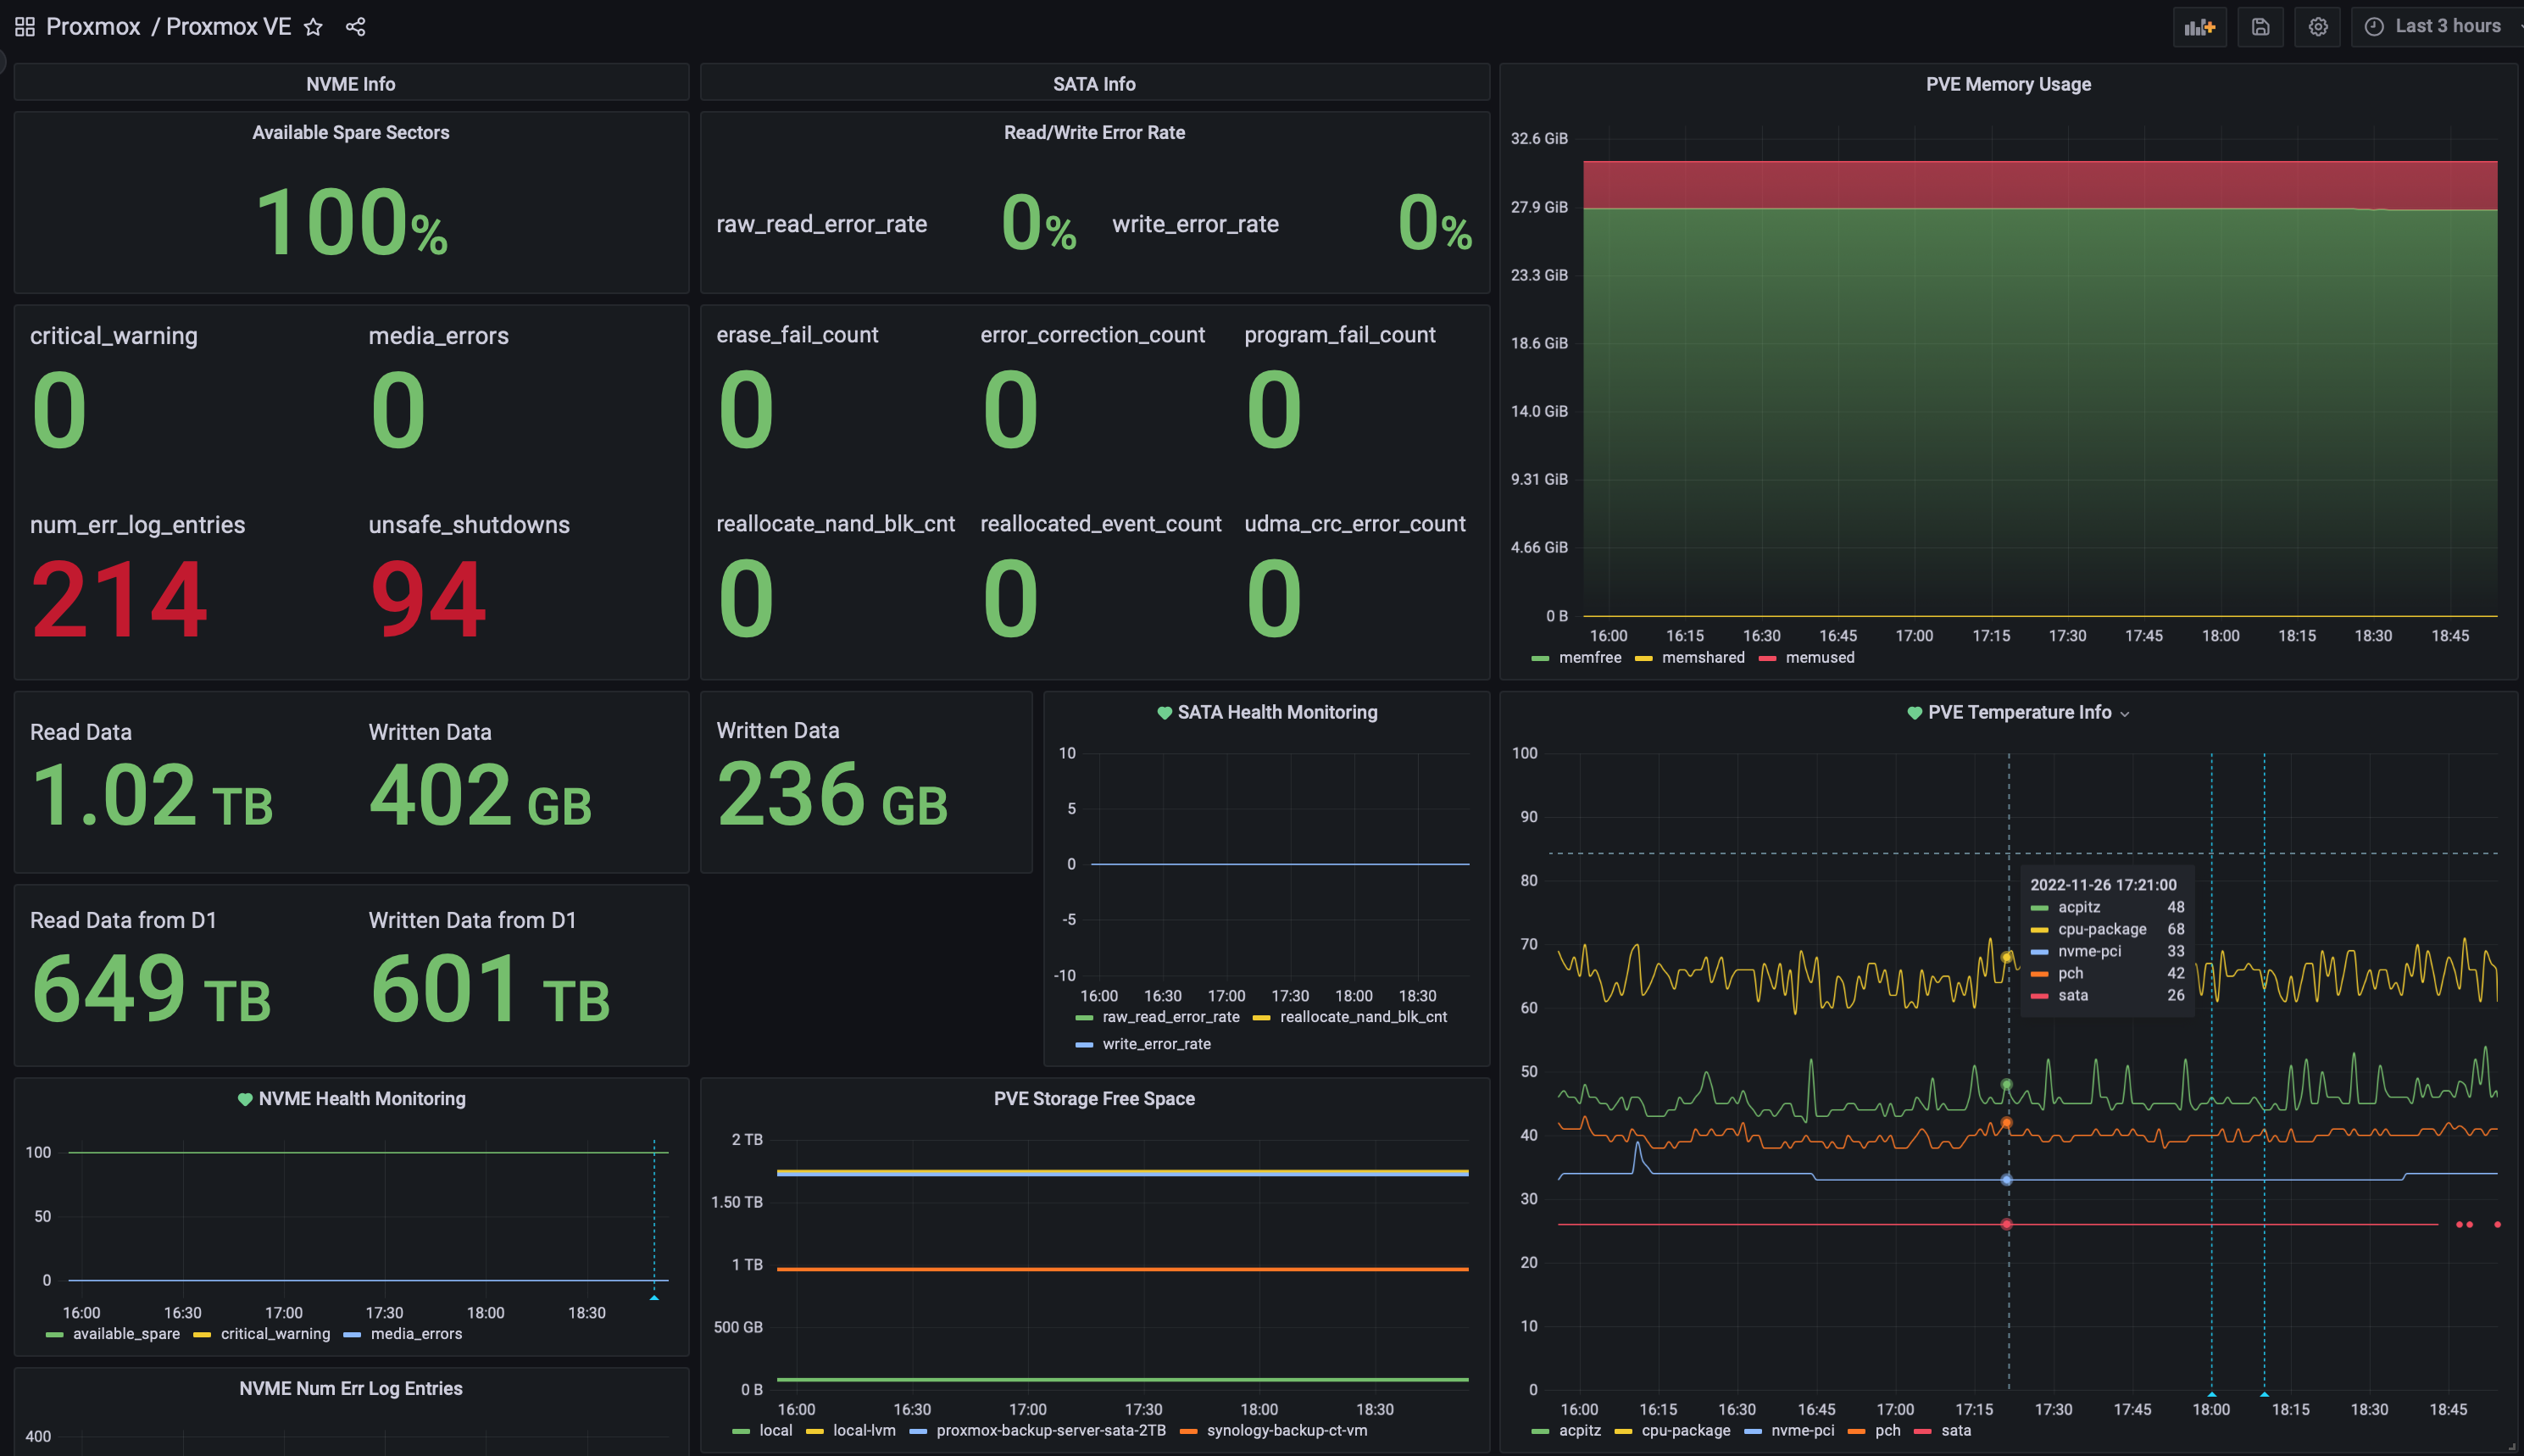 Proxmox / Proxmox VE
Last 3 hours
NVME Info
Available Spare Sectors
100%
critical_warning media_errors
0 0
num_err_log_entries unsafe_shutdowns
214 94
Read Data Written Data
1.02 TB 402 GB
Read Data from D1 Written Data from D1
649 TB 601 TB
NVME Health Monitoring
100
50
0
16:00 16:30 17:00 17:30 18:00 18:30
available_spare critical_warning media_errors
NVME Num Err Log Entries
400
SATA Info
Read/Write Error Rate
raw_read_error_rate 0% write_error_rate 0%
erase_fail_count error_correction_count program_fail_count
0 0 0
reallocate_nand_blk_cnt reallocated_event_count udma_crc_error_count
0 0 0
Written Data
236 GB
SATA Health Monitoring
10
5
0
-5
-10
16:00 16:30 17:00 17:30 18:00 18:30
raw_read_error_rate reallocate_nand_blk_cnt
write_error_rate
PVE Storage Free Space
2 TB
1.50 TB
1 TB
500 GB
0 B
16:00 16:30 17:00 17:30 18:00 18:30
local local-lvm proxmox-backup-server-sata-2TB synology-backup-ct-vm
PVE Memory Usage
32.6 GiB
27.9 GiB
23.3 GiB
18.6 GiB
14.0 GiB
9.31 GiB
4.66 GiB
0 B
16:00 16:15 16:30 16:45 17:00 17:15 17:30 17:45 18:00 18:15 18:30 18:45
memfree memshared memused
PVE Temperature Info
100
90
80
70
60
50
40
30
20
10
0
2022-11-26 17:21:00
acpitz 48
cpu-package 68
nvme-pci 33
pch 42
sata 26
16:00 16:15 16:30 16:45 17:00 17:15 17:30 17:45 18:00 18:15 18:30 18:45
acpitz cpu-package nvme-pci pch sata